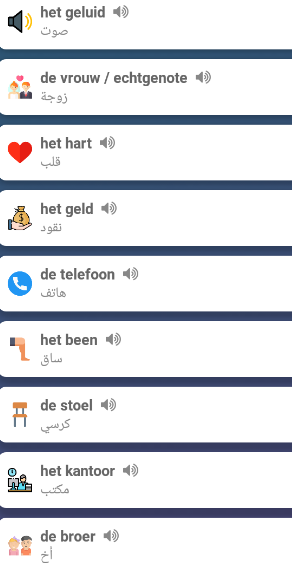 het geluid
صوت
de vrouw / echtgenote
زوجة
het hart
قلب
het geld
نقود
de telefoon
هاتف
het been
ساق
de stoel
كرسي
het kantoor
مكتب
de broer
أخ